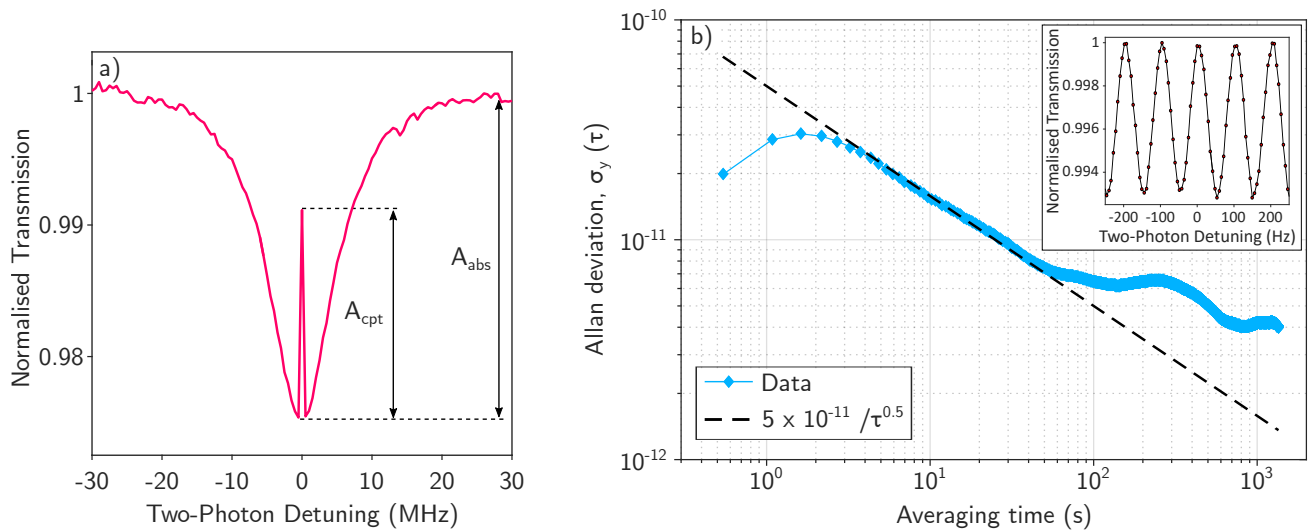 a)
Normalised Transmission
1
0.99
0.98
A_abs
A_cpt
-30 -20 -10 0 10 20 30
Two-Photon Detuning (MHz)
b)
Allan deviation, σ_y (τ)
10^-10
10^-11
10^-12
Data
5 x 10^-11 /τ^0.5
10^0 10^1 10^2 10^3
Averaging time (s)
Normalised Transmission
1
0.998
0.996
0.994
-200 -100 0 100 200
Two-Photon Detuning (Hz)